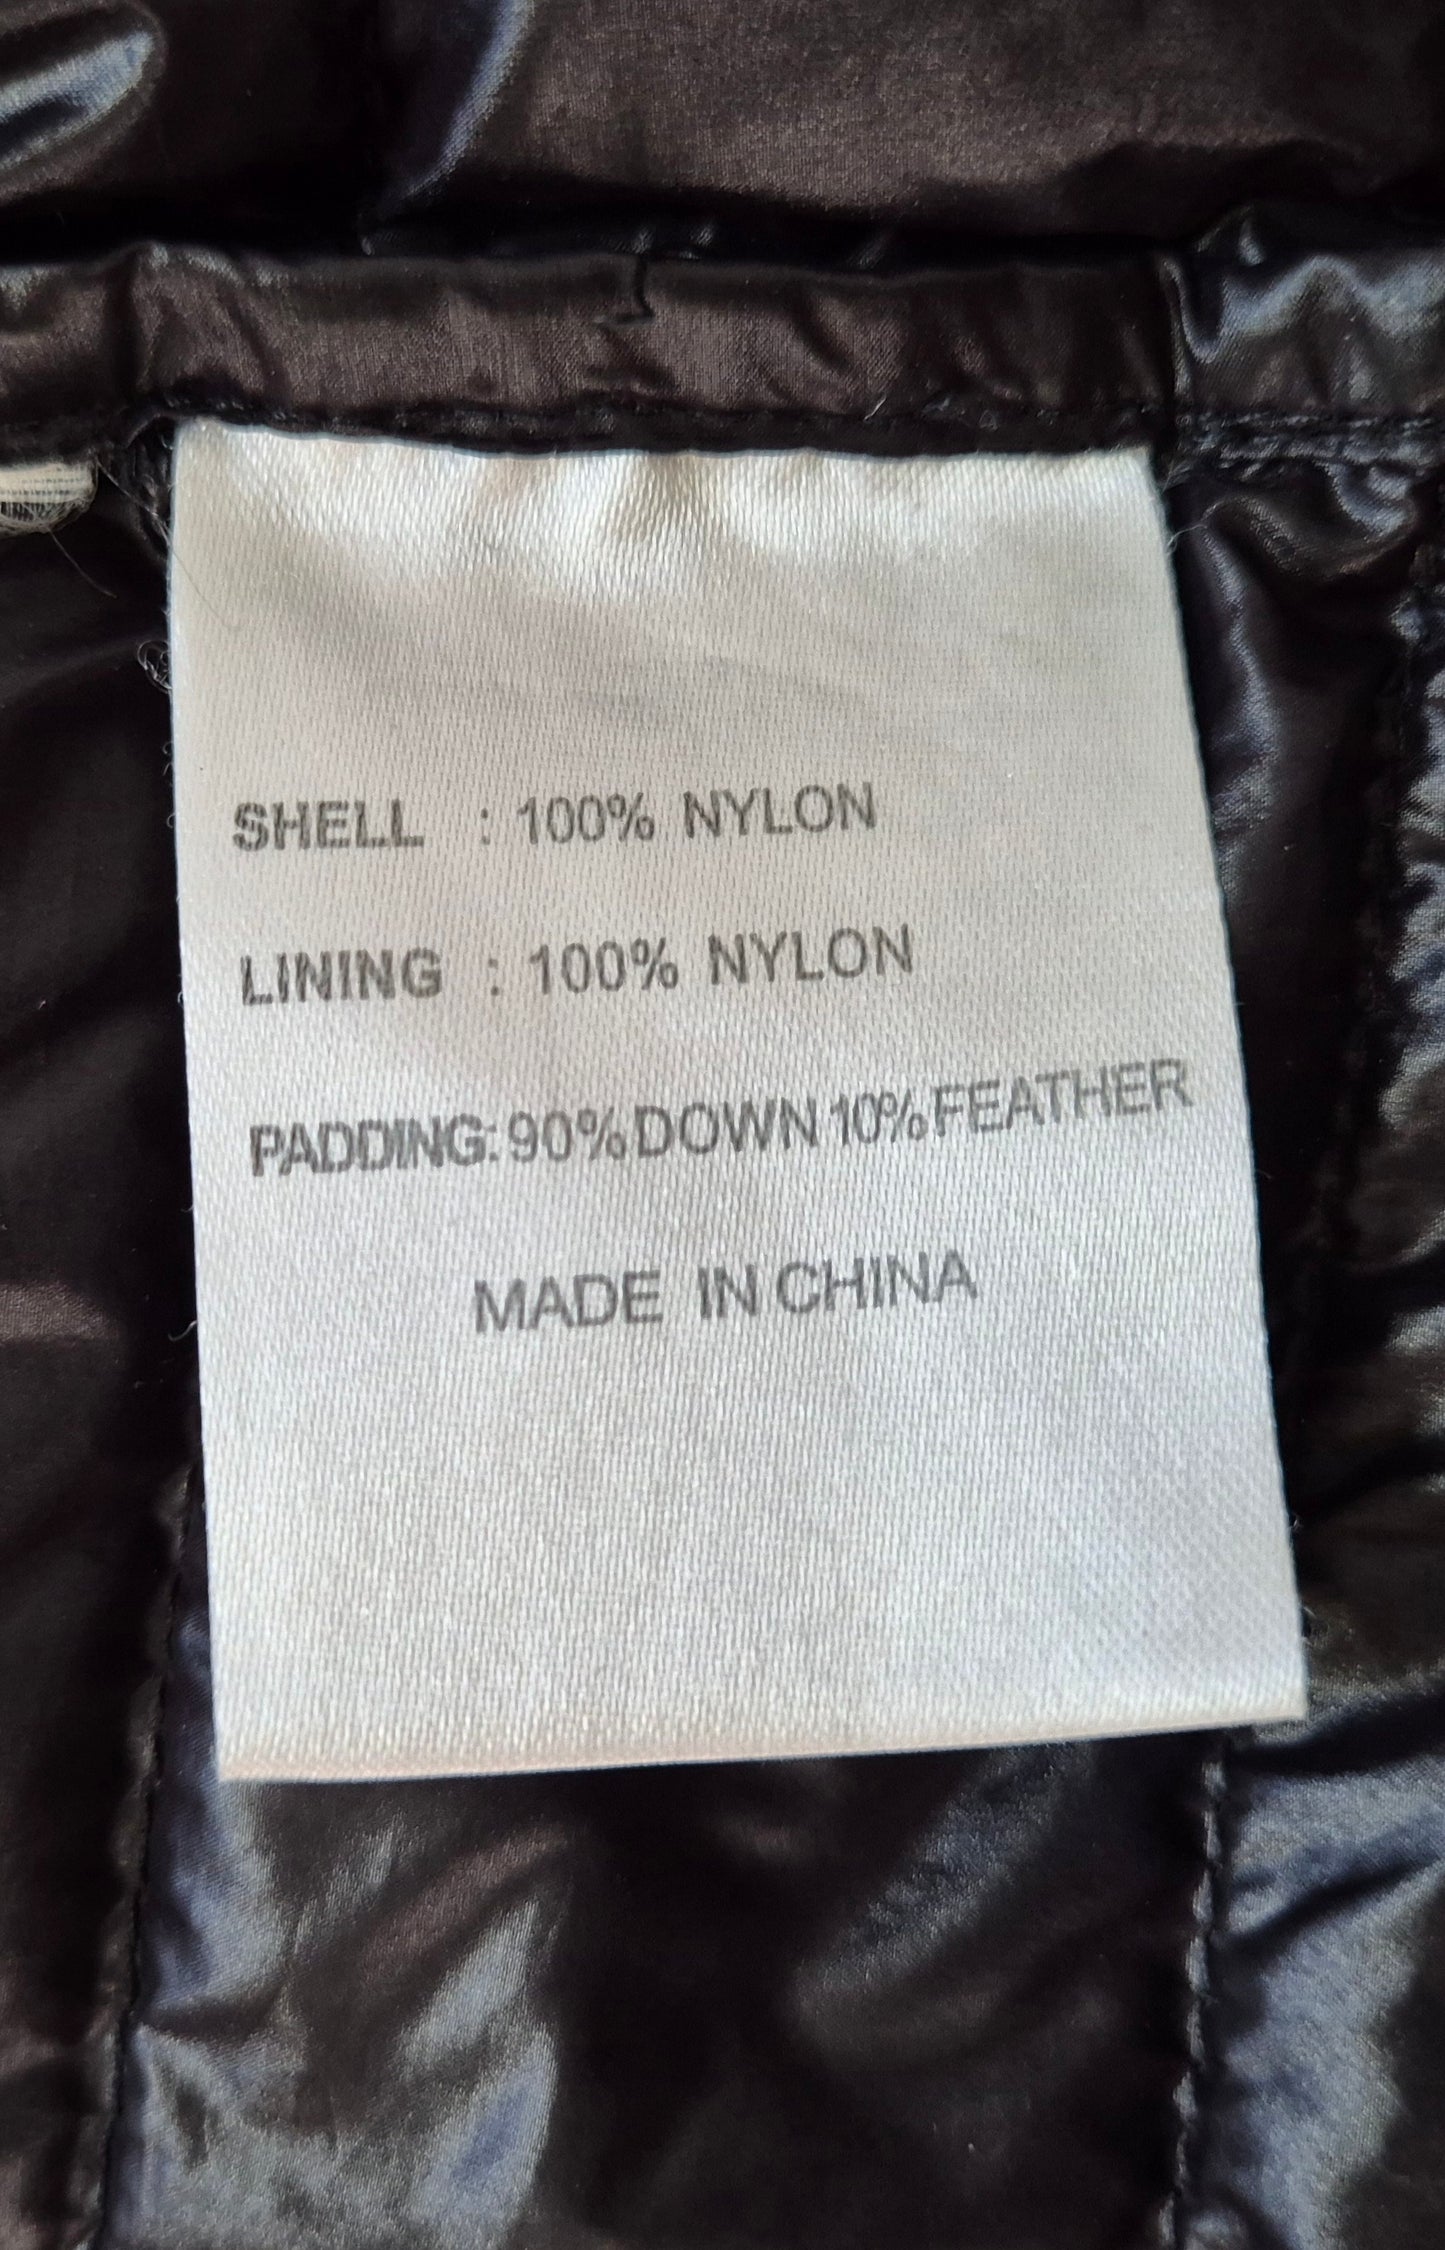 SHELL : 100% NYLON
LINING : 100% NYLON
PADDING: 90% DOWN 10% FEATHER
MADE IN CHINA